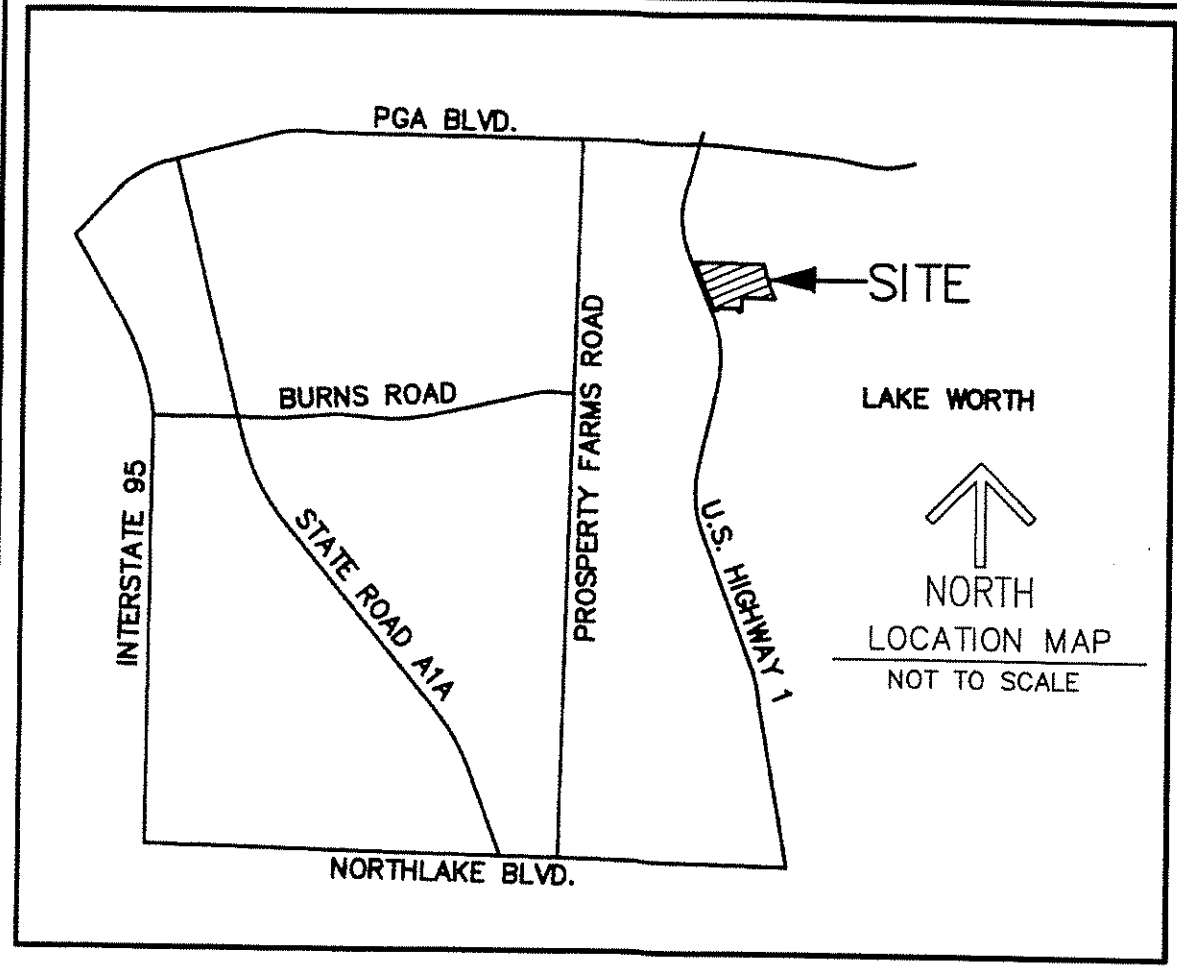 PGA BLVD.
SITE
PROSPERTY FARMS ROAD
BURNS ROAD
LAKE WORTH
INTERSTATE 95
STATE ROAD A1A
U.S. HIGHWAY 1
NORTH
LOCATION MAP
NOT TO SCALE
NORTHLAKE BLVD.